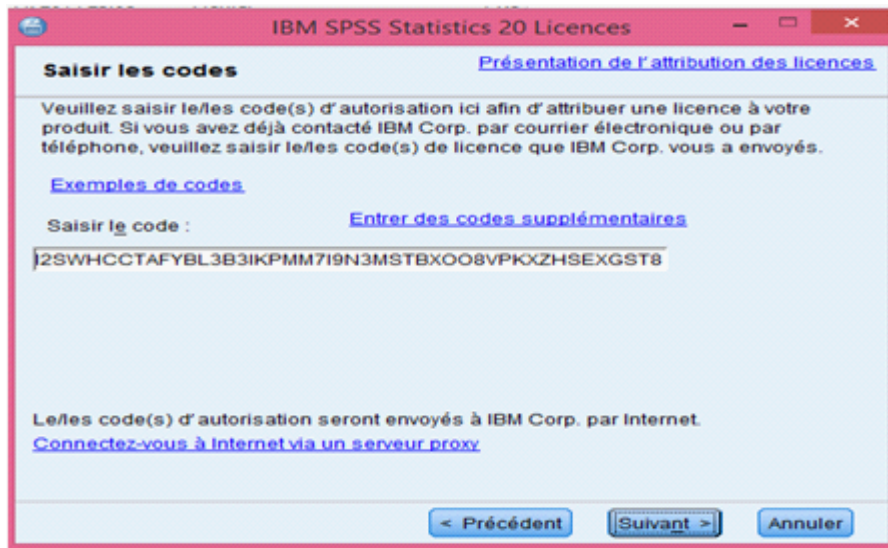 IBM SPSS Statistics 20 Licences
Saisir les codes
Présentation de l'attribution des licences
Veuillez saisir le/les code(s) d'autorisation ici afin d'attribuer une licence à votre
produit. Si vous avez déjà contacté IBM Corp. par courrier électronique ou par
téléphone, veuillez saisir le/les code(s) de licence que IBM Corp. vous a envoyés.
Exemples de codes
Saisir le code :
Entrer des codes supplémentaires
I2SWHCCTAFYBL3B3IKPMM7I9N3MSTBXOO8VPKXZHSEXGST8
Le/les code(s) d'autorisation seront envoyés à IBM Corp. par Internet.
Connectez-vous à Internet via un serveur proxy
< Précédent
Suivant >
Annuler